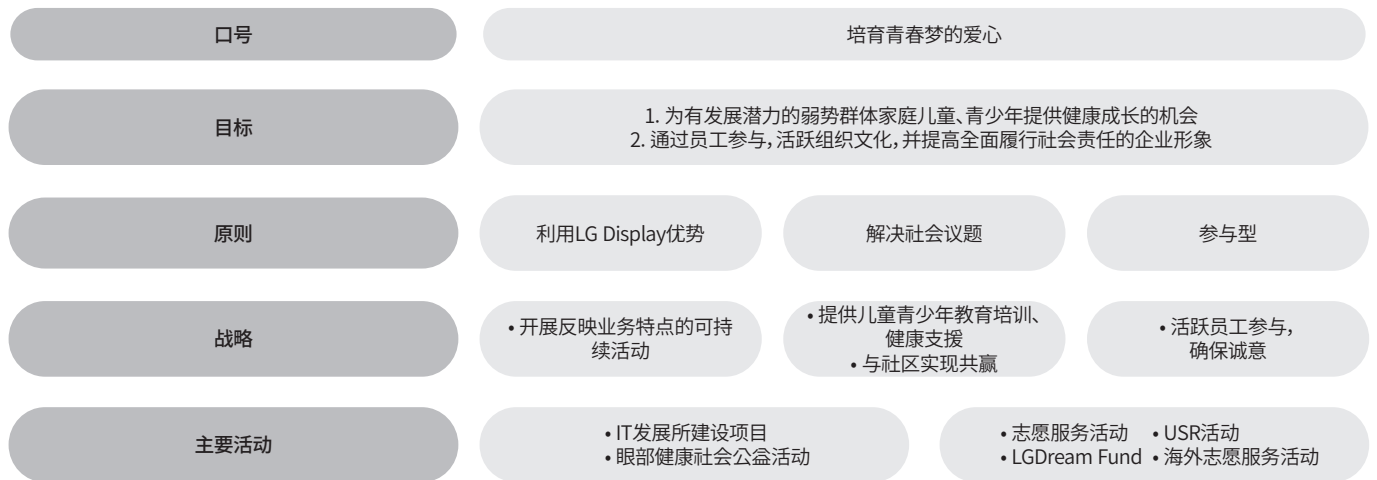 口号
培育青春梦的爱心
目标
1. 为有发展潜力的弱势群体家庭儿童、青少年提供健康成长的机会
2. 通过员工参与，活跃组织文化，并提高全面履行社会责任的企业形象
原则
利用LG Display优势
解决社会议题
参与型
战略
• 开展反映业务特点的可持
续活动
• 提供儿童青少年教育培训、
健康支援
• 与社区实现共赢
• 活跃员工参与，
确保诚意
主要活动
• IT发展所建设项目
• 眼部健康社会公益活动
• 志愿服务活动 • USR活动
• LGDream Fund • 海外志愿服务活动